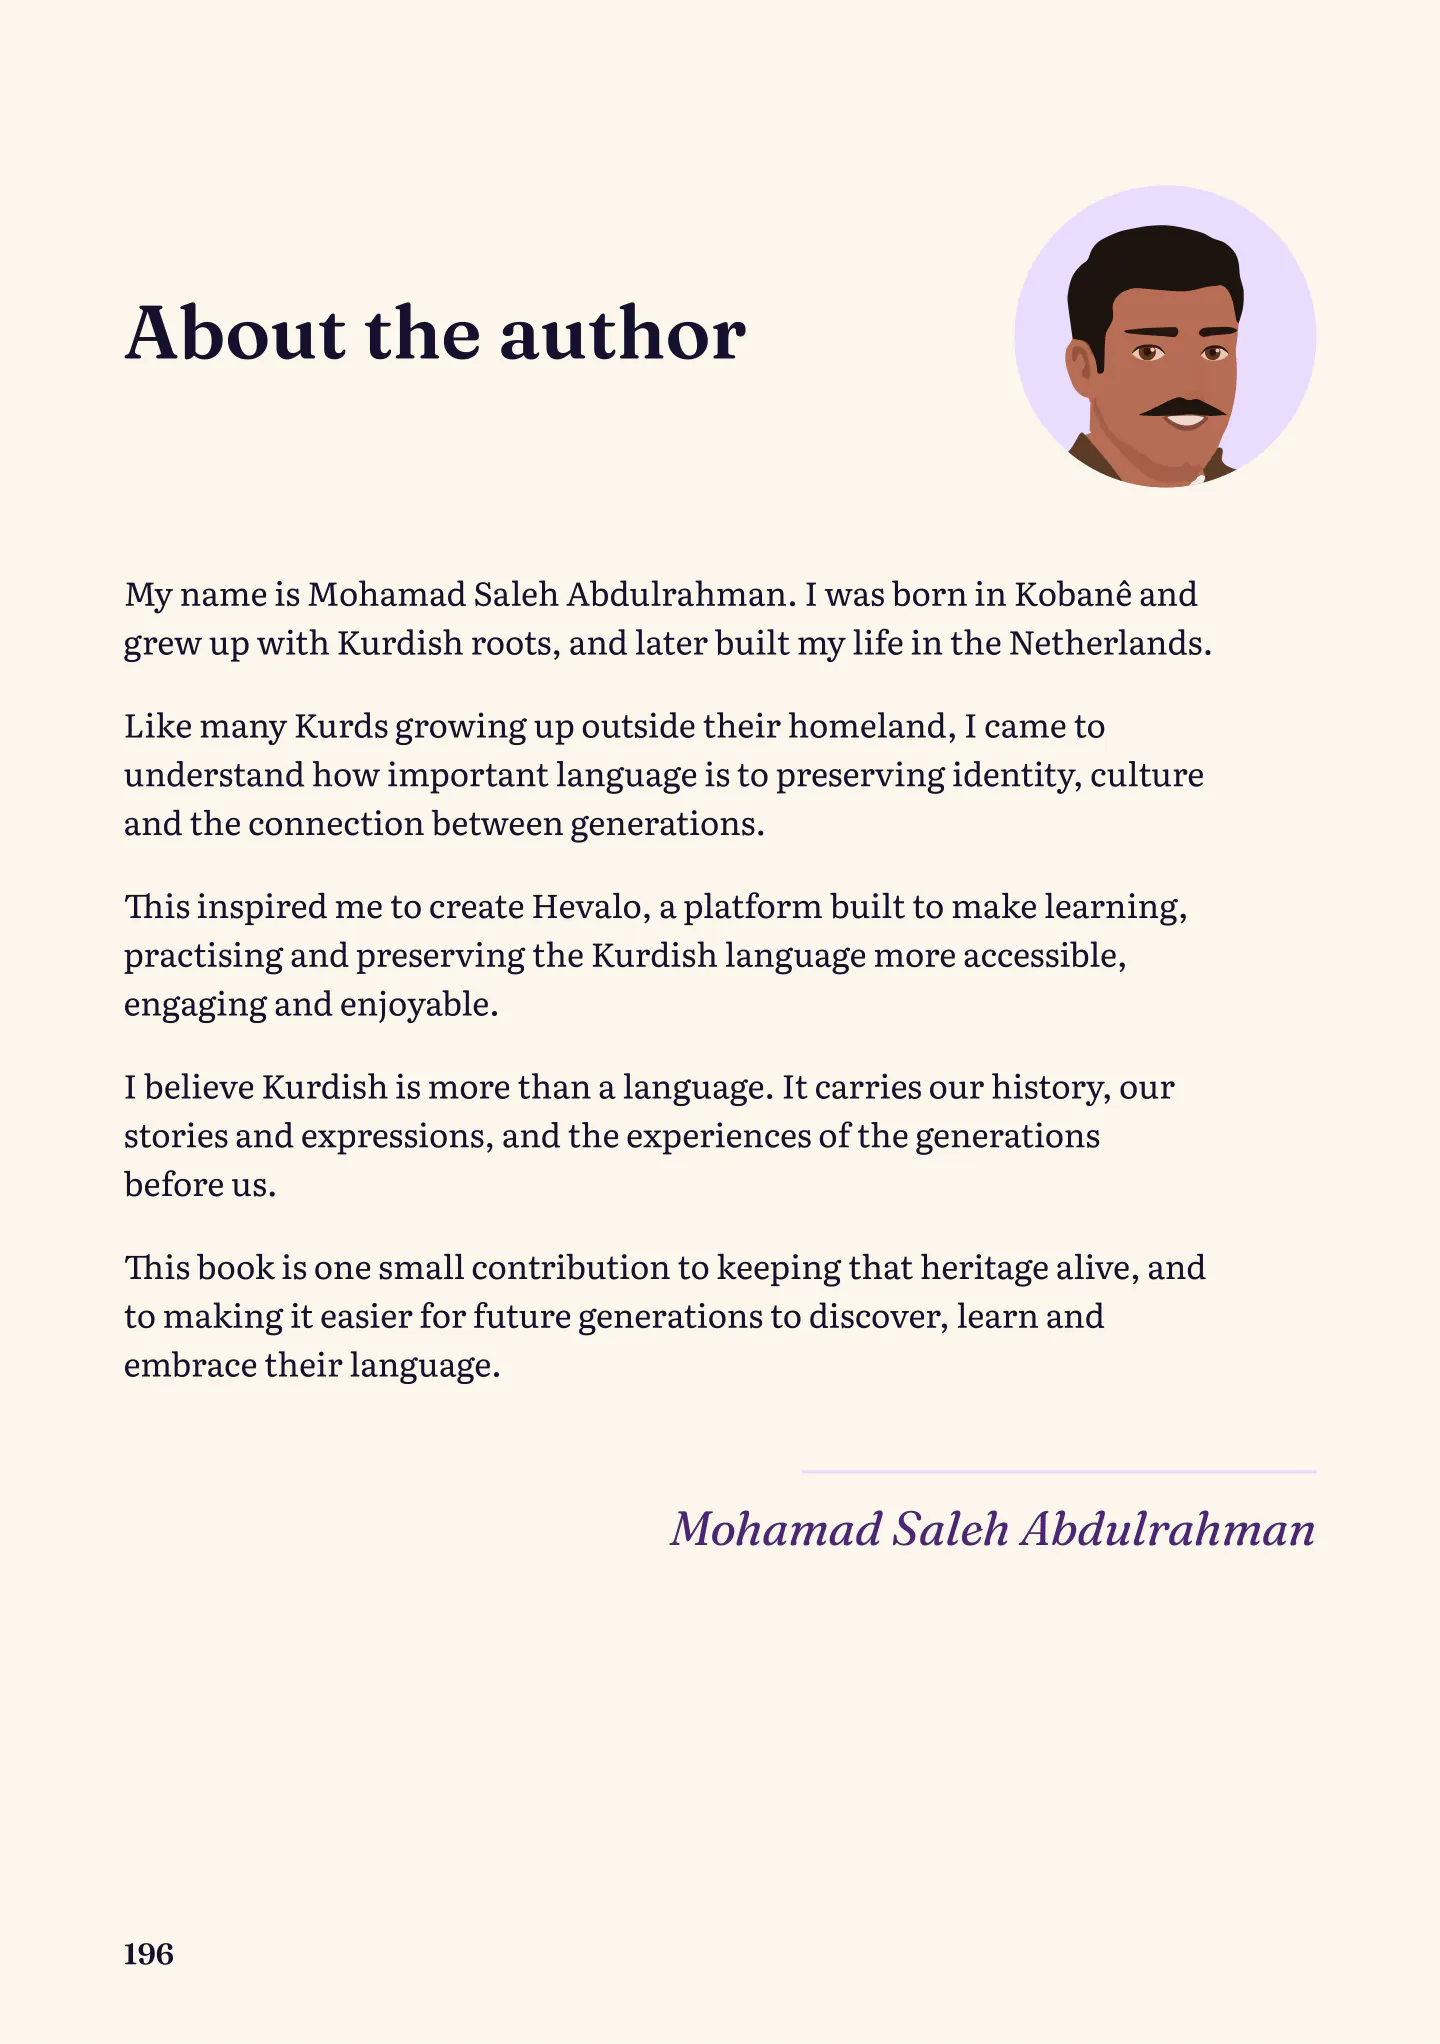 About the author
My name is Mohamad Saleh Abdulrahman. I was born in Kobanê and
grew up with Kurdish roots, and later built my life in the Netherlands.
Like many Kurds growing up outside their homeland, I came to
understand how important language is to preserving identity, culture
and the connection between generations.
This inspired me to create Hevalo, a platform built to make learning,
practising and preserving the Kurdish language more accessible,
engaging and enjoyable.
I believe Kurdish is more than a language. It carries our history, our
stories and expressions, and the experiences of the generations
before us.
This book is one small contribution to keeping that heritage alive, and
to making it easier for future generations to discover, learn and
embrace their language.
Mohamad Saleh Abdulrahman
196